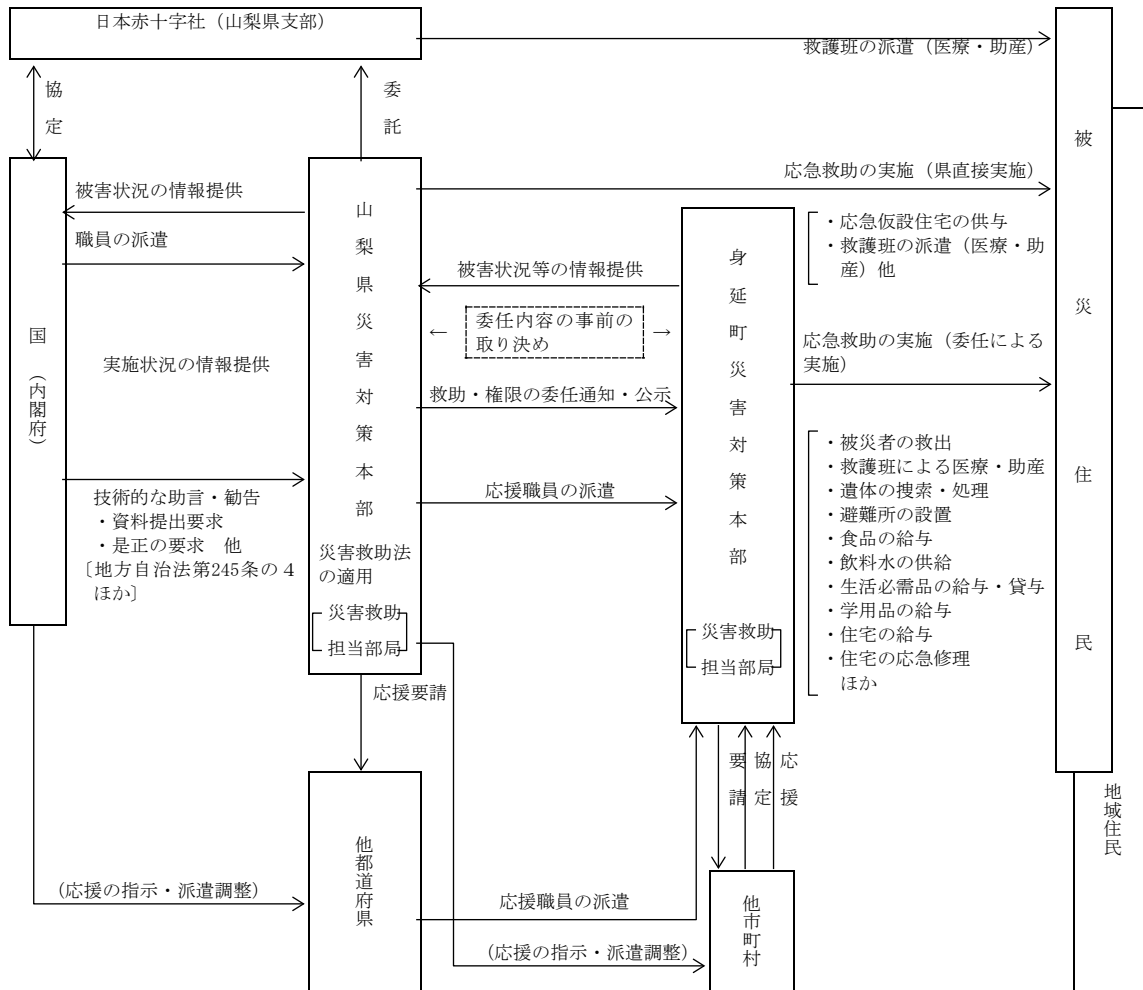 日本赤十字社（山梨県支部）
救護班の派遣（医療・助産）
協定
委託
被災住民
被害状況の情報提供
職員の派遣
国（内閣府）
実施状況の情報提供
技術的な助言・勧告
・資料提出要求
・是正の要求　他
〔地方自治法第245条の４
ほか〕
山梨県災害対策本部
災害救助法
の適用
災害救助
担当部局
応急救助の実施（県直接実施）
・応急仮設住宅の供与
・救護班の派遣（医療・助
産）他
被害状況等の情報提供
←
委任内容の事前の
取り決め
→
救助・権限の委任通知・公示
応援職員の派遣
身延町災害対策本部
災害救助
担当部局
応急救助の実施（委任による
実施）
・被災者の救出
・救護班による医療・助産
・遺体の捜索・処理
・避難所の設置
・食品の給与
・飲料水の供給
・生活必需品の給与・貸与
・学用品の給与
・住宅の給与
・住宅の応急修理
ほか
応援要請
要請
協定
応援
地域住民
(応援の指示・派遣調整)
他都道府県
応援職員の派遣
(応援の指示・派遣調整)
他市町村